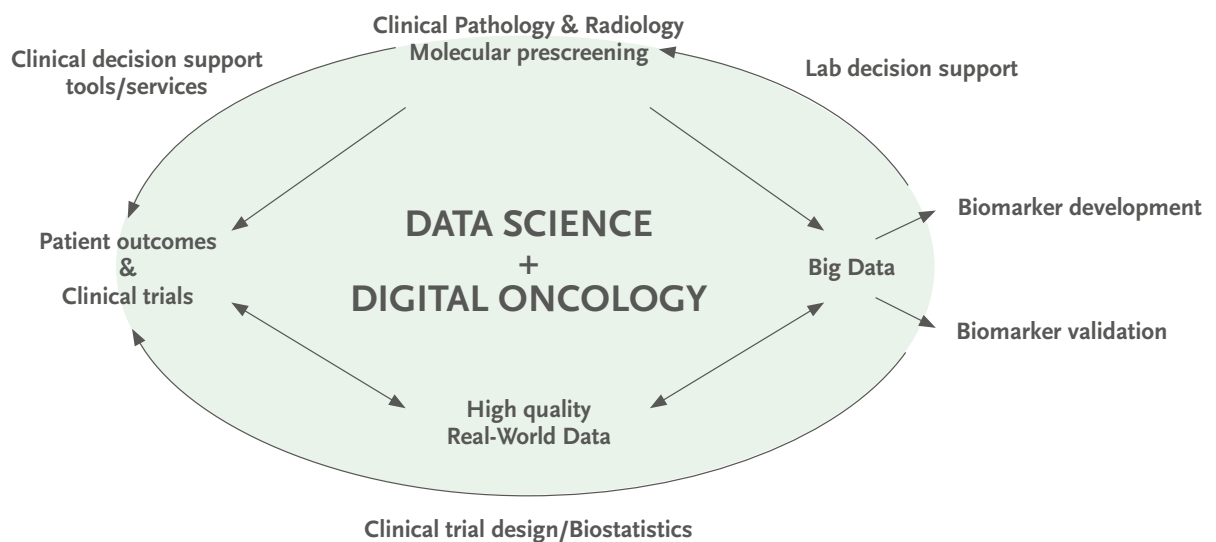 Clinical Pathology & Radiology
Molecular prescreening
Clinical decision support
tools/services
Lab decision support
DATA SCIENCE
+
DIGITAL ONCOLOGY
Patient outcomes
&
Clinical trials
Big Data
Biomarker development
Biomarker validation
High quality
Real-World Data
Clinical trial design/Biostatistics